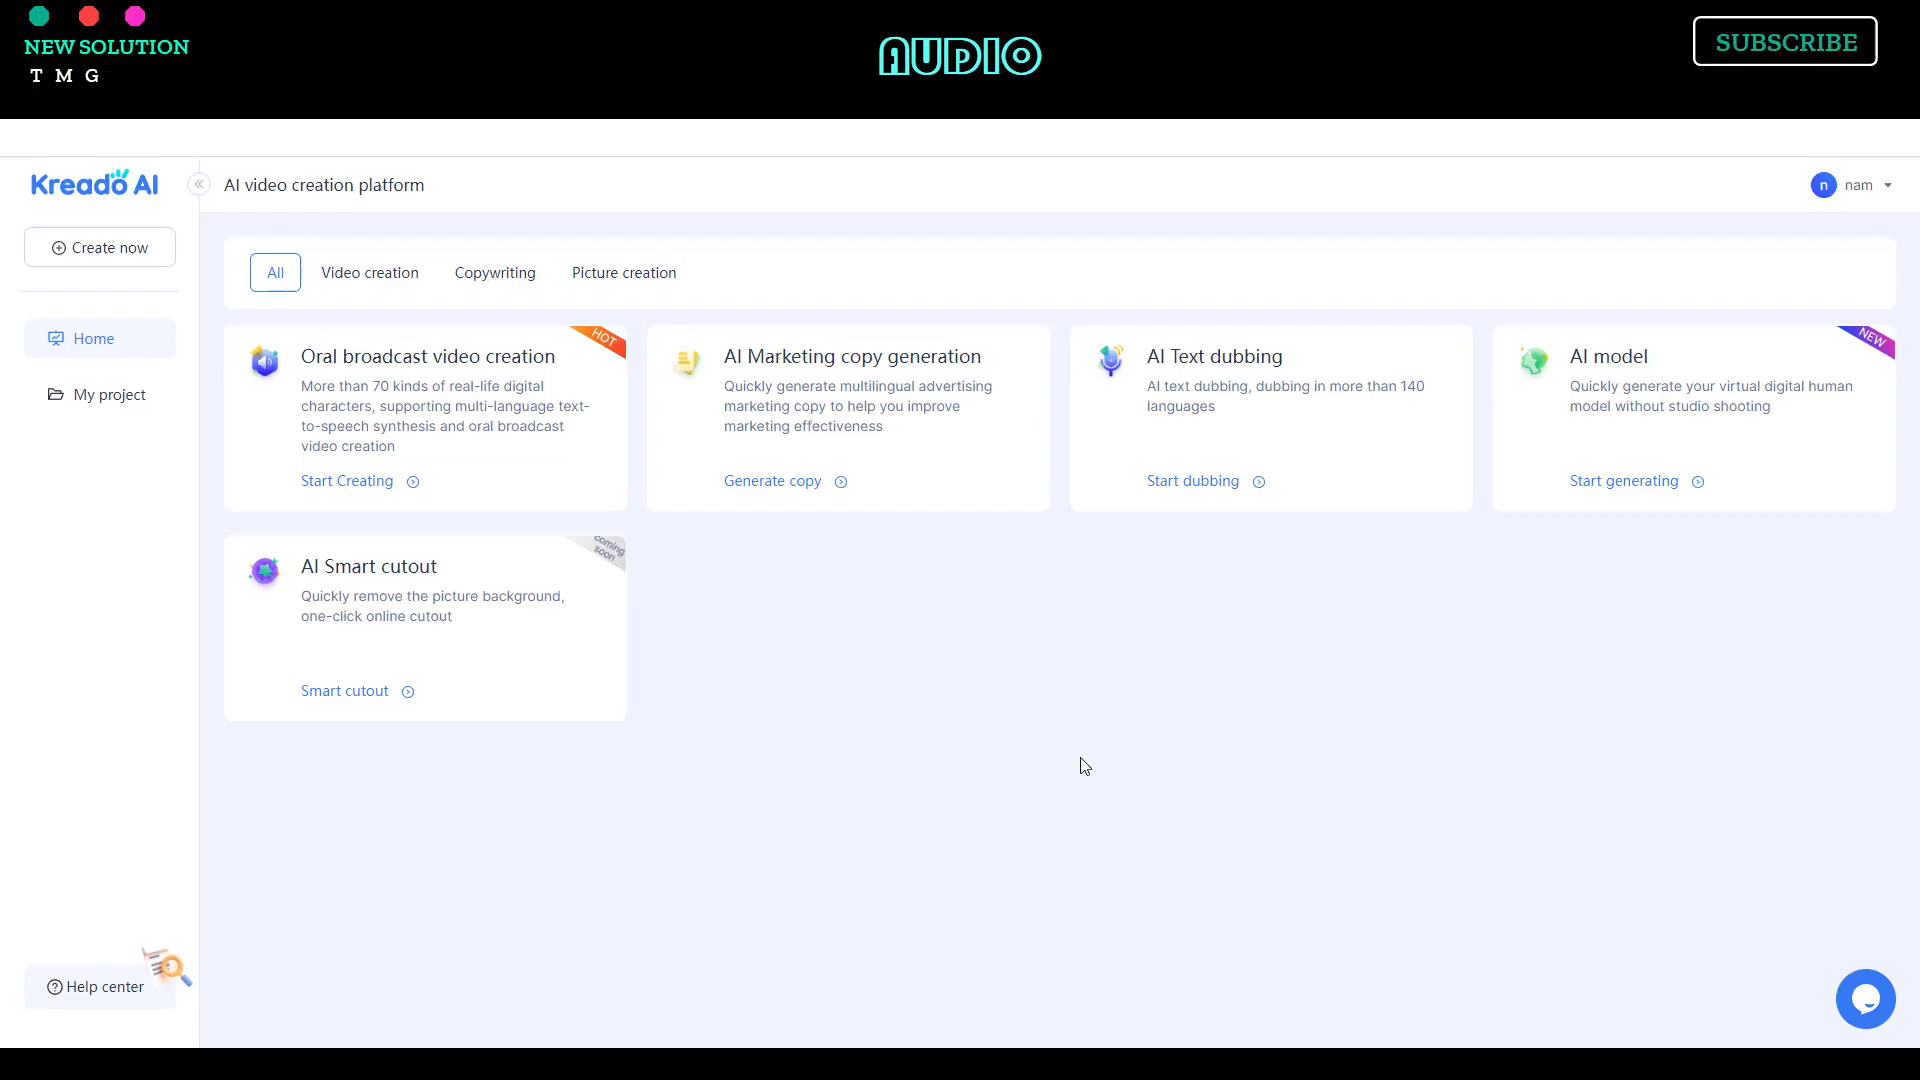 NEW SOLUTION
T M G
AUDIO
SUBSCRIBE
Kreado AI
AI video creation platform
n
nam
Create now
All
Video creation
Copywriting
Picture creation
Home
My project
HOT
Oral broadcast video creation
More than 70 kinds of real-life digital
characters, supporting multi-language text-
to-speech synthesis and oral broadcast
video creation
Start Creating
AI Marketing copy generation
Quickly generate multilingual advertising
marketing copy to help you improve
marketing effectiveness
Generate copy
AI Text dubbing
AI text dubbing, dubbing in more than 140
languages
Start dubbing
NEW
AI model
Quickly generate your virtual digital human
model without studio shooting
Start generating
coming
soon
AI Smart cutout
Quickly remove the picture background,
one-click online cutout
Smart cutout
Help center